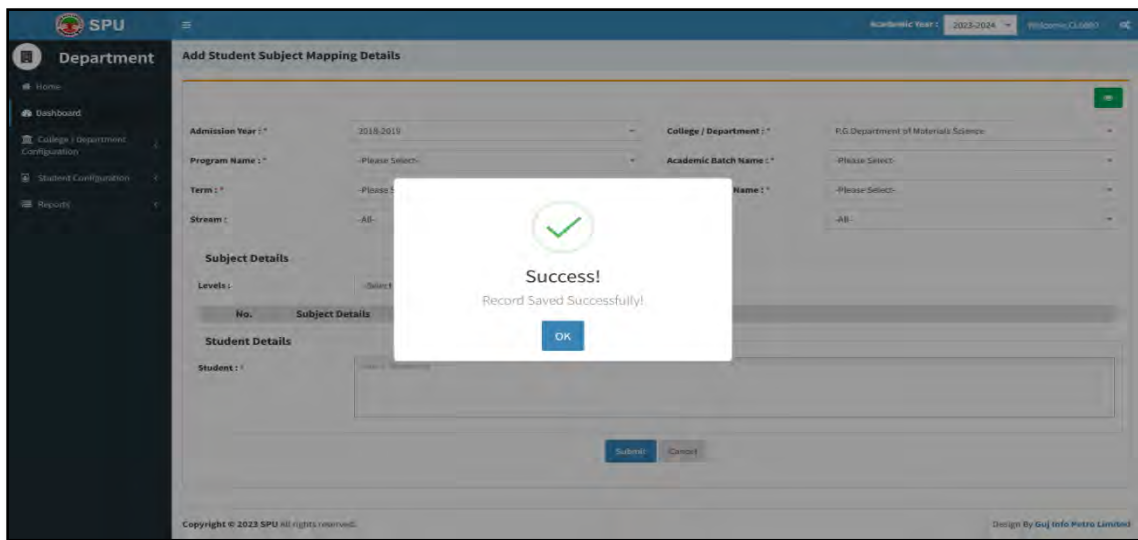 SPU
Academic Year : 2023-2024
Department
Add Student Subject Mapping Details
Home
Dashboard
College / Department Configuration
Student Configuration
Reports
Admission Year : * 2018-2019 College / Department : * P.G. Department of Materials Science
Program Name : * -Please Select- Academic Batch Name : * -Please Select-
Term : * -Please S Name : * -Please Select-
Stream : -All- -All-
Subject Details
Levels : -Select
No. Subject Details
Student Details
Student : *
Success!
Record Saved Successfully!
OK
Submit Cancel
Copyright © 2023 SPU All rights reserved. Design By Guj Info Petro Limited